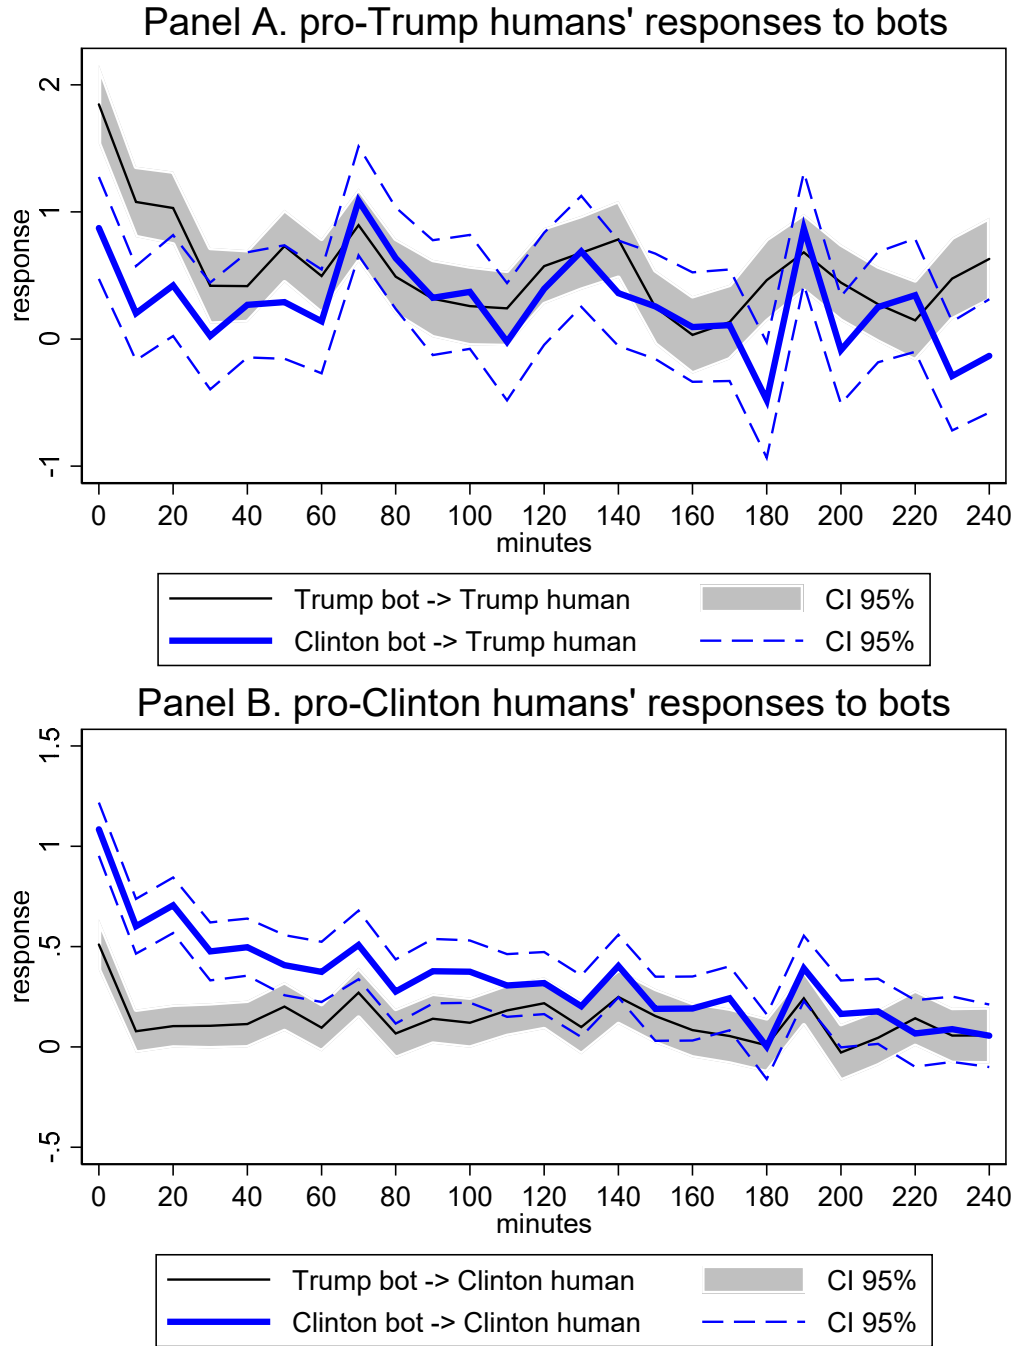 Panel A. pro-Trump humans' responses to bots
response
2
1
0
-1
0 20 40 60 80 100 120 140 160 180 200 220 240
minutes
Trump bot -> Trump human CI 95%
Clinton bot -> Trump human CI 95%
Panel B. pro-Clinton humans' responses to bots
response
1.5
1
.5
0
-.5
0 20 40 60 80 100 120 140 160 180 200 220 240
minutes
Trump bot -> Clinton human CI 95%
Clinton bot -> Clinton human CI 95%